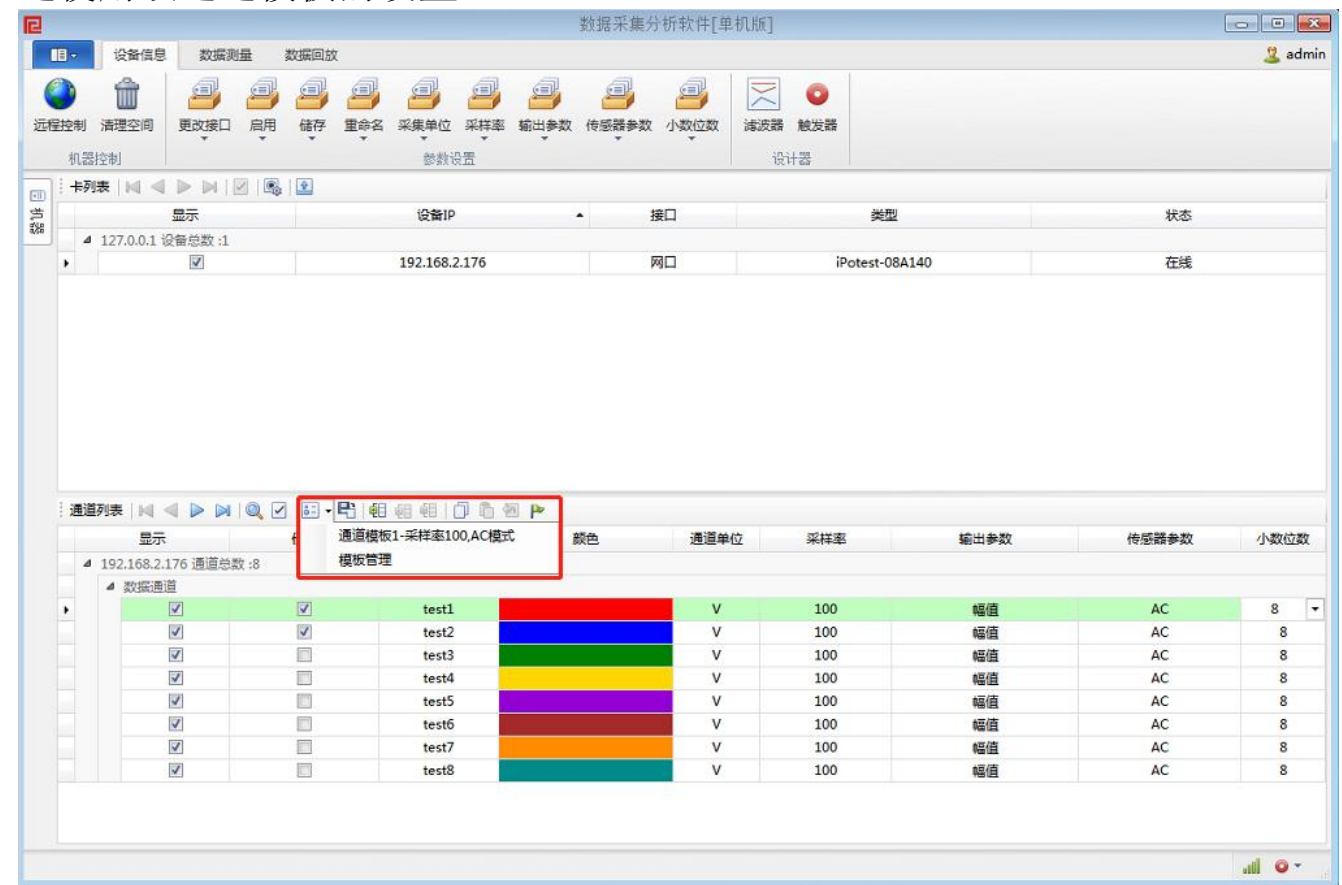 数据采集分析软件[单机版]
设备信息 数据测量 数据回放 admin
远程控制 清理空间 更改接口 启用 储存 重命名 采集单位 采样率 输出参数 传感器参数 小数位数 滤波器 触发器
机器控制 参数设置 设计器
卡列表
显示 设备IP 接口 类型 状态
127.0.0.1 设备总数 :1
192.168.2.176 网口 iPotest-08A140 在线
通道列表
通道模板1-采样率100,AC模式
模板管理
显示 颜色 通道单位 采样率 输出参数 传感器参数 小数位数
192.168.2.176 通道总数 :8
数据通道
test1 V 100 幅值 AC 8
test2 V 100 幅值 AC 8
test3 V 100 幅值 AC 8
test4 V 100 幅值 AC 8
test5 V 100 幅值 AC 8
test6 V 100 幅值 AC 8
test7 V 100 幅值 AC 8
test8 V 100 幅值 AC 8